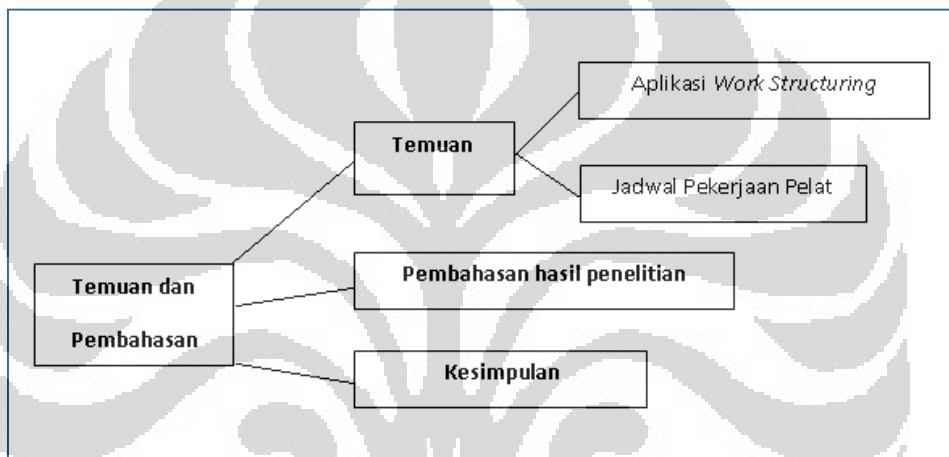 Aplikasi Work Structuring
Temuan
Jadwal Pekerjaan Pelat
Pembahasan hasil penelitian
Temuan dan
Pembahasan
Kesimpulan